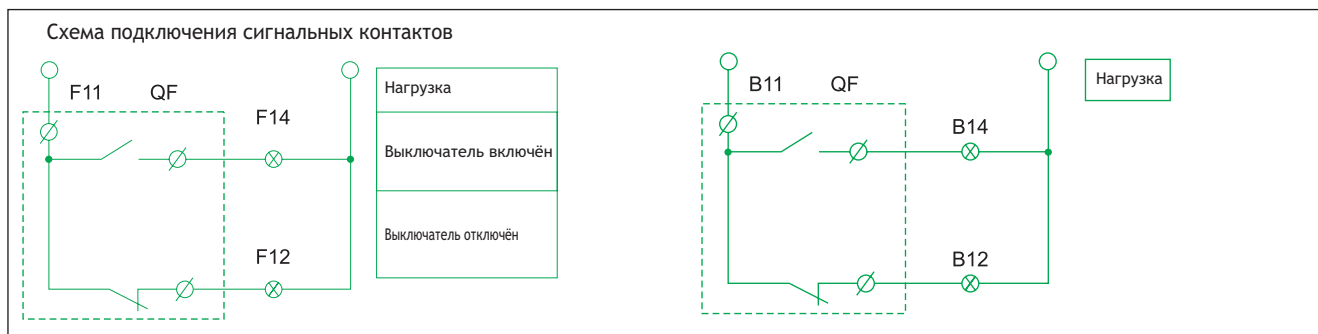 Схема подключения сигнальных контактов
F11 QF
F14
F12
Нагрузка
Выключатель включён
Выключатель отключён
B11 QF
B14
B12
Нагрузка